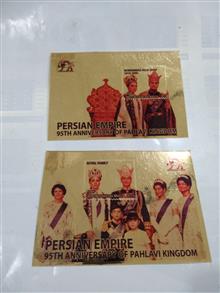 PERSIAN EMPIRE
95TH ANNIVERSARY OF PAHLAVI KINGDOM
ROYAL FAMILY
PERSIAN EMPIRE
95TH ANNIVERSARY OF PAHLAVI KINGDOM